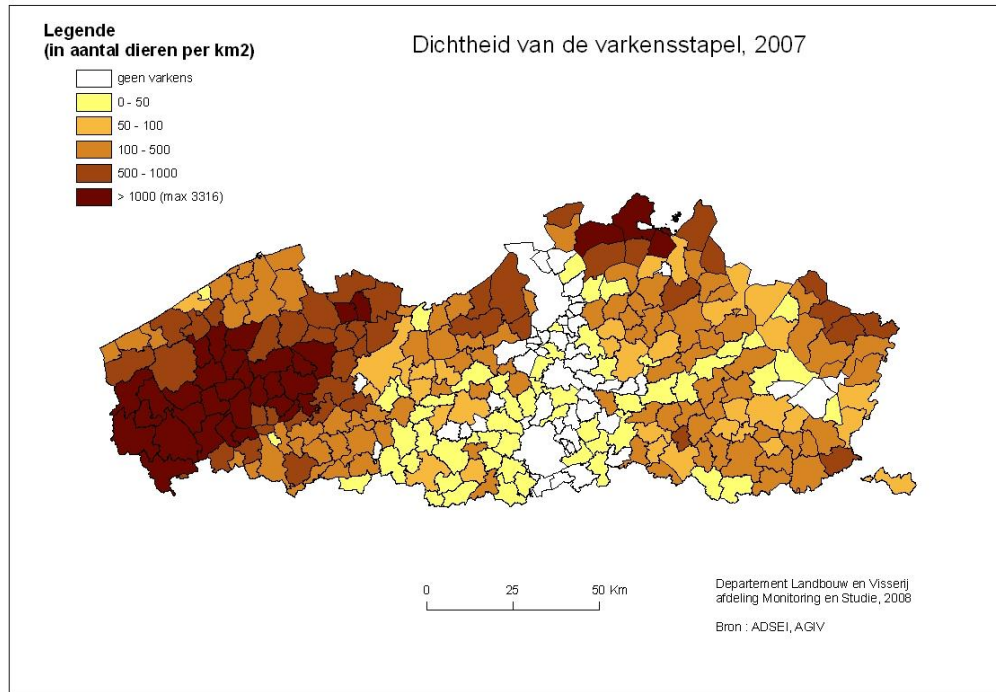 Legende
(in aantal dieren per km2)
Dichtheid van de varkensstapel, 2007
geen varkens
0 - 50
50 - 100
100 - 500
500 - 1000
> 1000 (max 3316)
0 25 50 Km
Departement Landbouw en Visserij
afdeling Monitoring en Studie, 2008
Bron : ADSEI, AGIV